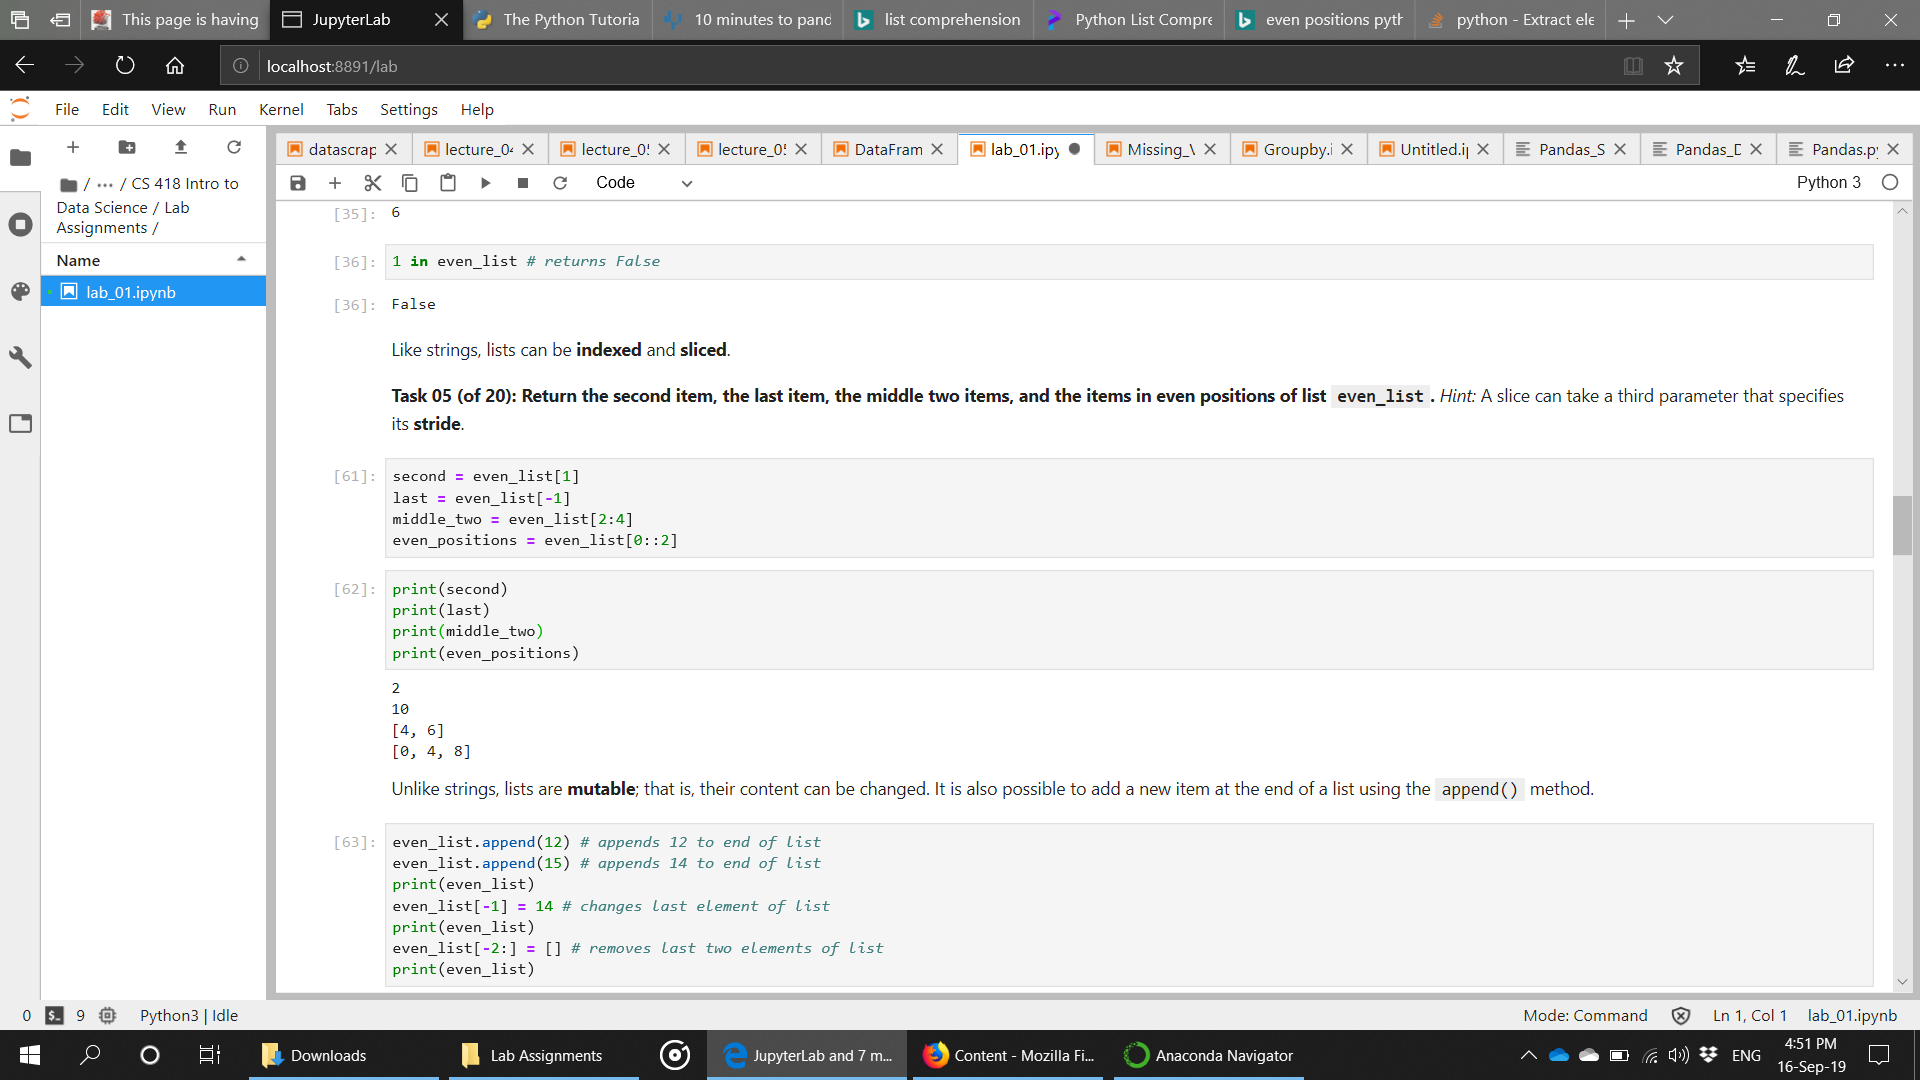 This page is having
JupyterLab
The Python Tutoria
10 minutes to pand
list comprehension
Python List Compre
even positions pyth
python - Extract ele
localhost:8891/lab
File Edit View Run Kernel Tabs Settings Help
datascrap
lecture_04
lecture_05
lecture_05
DataFram
lab_01.ipy
Missing_V
Groupby.i
Untitled.ip
Pandas_S
Pandas_D
Pandas.py
Code
Python 3
/ ... / CS 418 Intro to
Data Science / Lab
Assignments /
Name
lab_01.ipynb
[35]: 6
[36]: 1 in even_list # returns False
[36]: False
Like strings, lists can be indexed and sliced.
Task 05 (of 20): Return the second item, the last item, the middle two items, and the items in even positions of list even_list . Hint: A slice can take a third parameter that specifies
its stride.
[61]: second = even_list[1]
last = even_list[-1]
middle_two = even_list[2:4]
even_positions = even_list[0::2]
[62]: print(second)
print(last)
print(middle_two)
print(even_positions)
2
10
[4, 6]
[0, 4, 8]
Unlike strings, lists are mutable; that is, their content can be changed. It is also possible to add a new item at the end of a list using the append() method.
[63]: even_list.append(12) # appends 12 to end of list
even_list.append(15) # appends 14 to end of list
print(even_list)
even_list[-1] = 14 # changes last element of list
print(even_list)
even_list[-2:] = [] # removes last two elements of list
print(even_list)
0 $_ 9 Python3 | Idle
Mode: Command Ln 1, Col 1 lab_01.ipynb
Downloads
Lab Assignments
JupyterLab and 7 m...
Content - Mozilla Fi...
Anaconda Navigator
ENG
4:51 PM
16-Sep-19